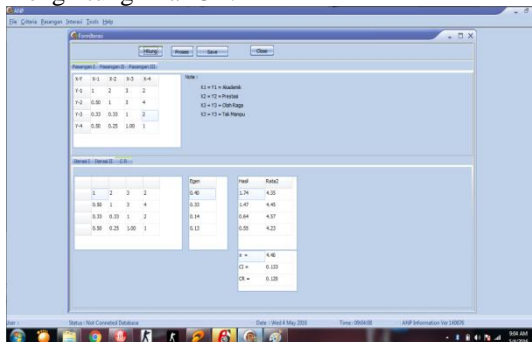 ANP
File Criteria Pasangan Iterasi Tools Help
FormIterasi
Hitung Proses Save Close
Pasangan I Pasangan II Pasangan III
X-Y X-1 X-2 X-3 X-4
Y-1 1 2 3 2
Y-2 0.50 1 3 4
Y-3 0.33 0.33 1 2
Y-4 0.50 0.25 1.00 1
Note :
X1 = Y1 = Akademik
X2 = Y2 = Prestasi
X3 = Y3 = Olah Raga
X3 = Y3 = Tak Mampu
Iterasi I Iterasi II C.R
1 2 3 2
0.50 1 3 4
0.33 0.33 1 2
0.50 0.25 1.00 1
Eigen
0.40
0.33
0.14
0.13
Hasil Rata2
1.74 4.35
1.47 4.45
0.64 4.57
0.55 4.23
= 4.40
CI = 0.133
CR =
User :
Status : Not Conneted Database
Date : Wed 4 May 2016
Time : 09:04:08
ANP Information Ver
9:04 AM